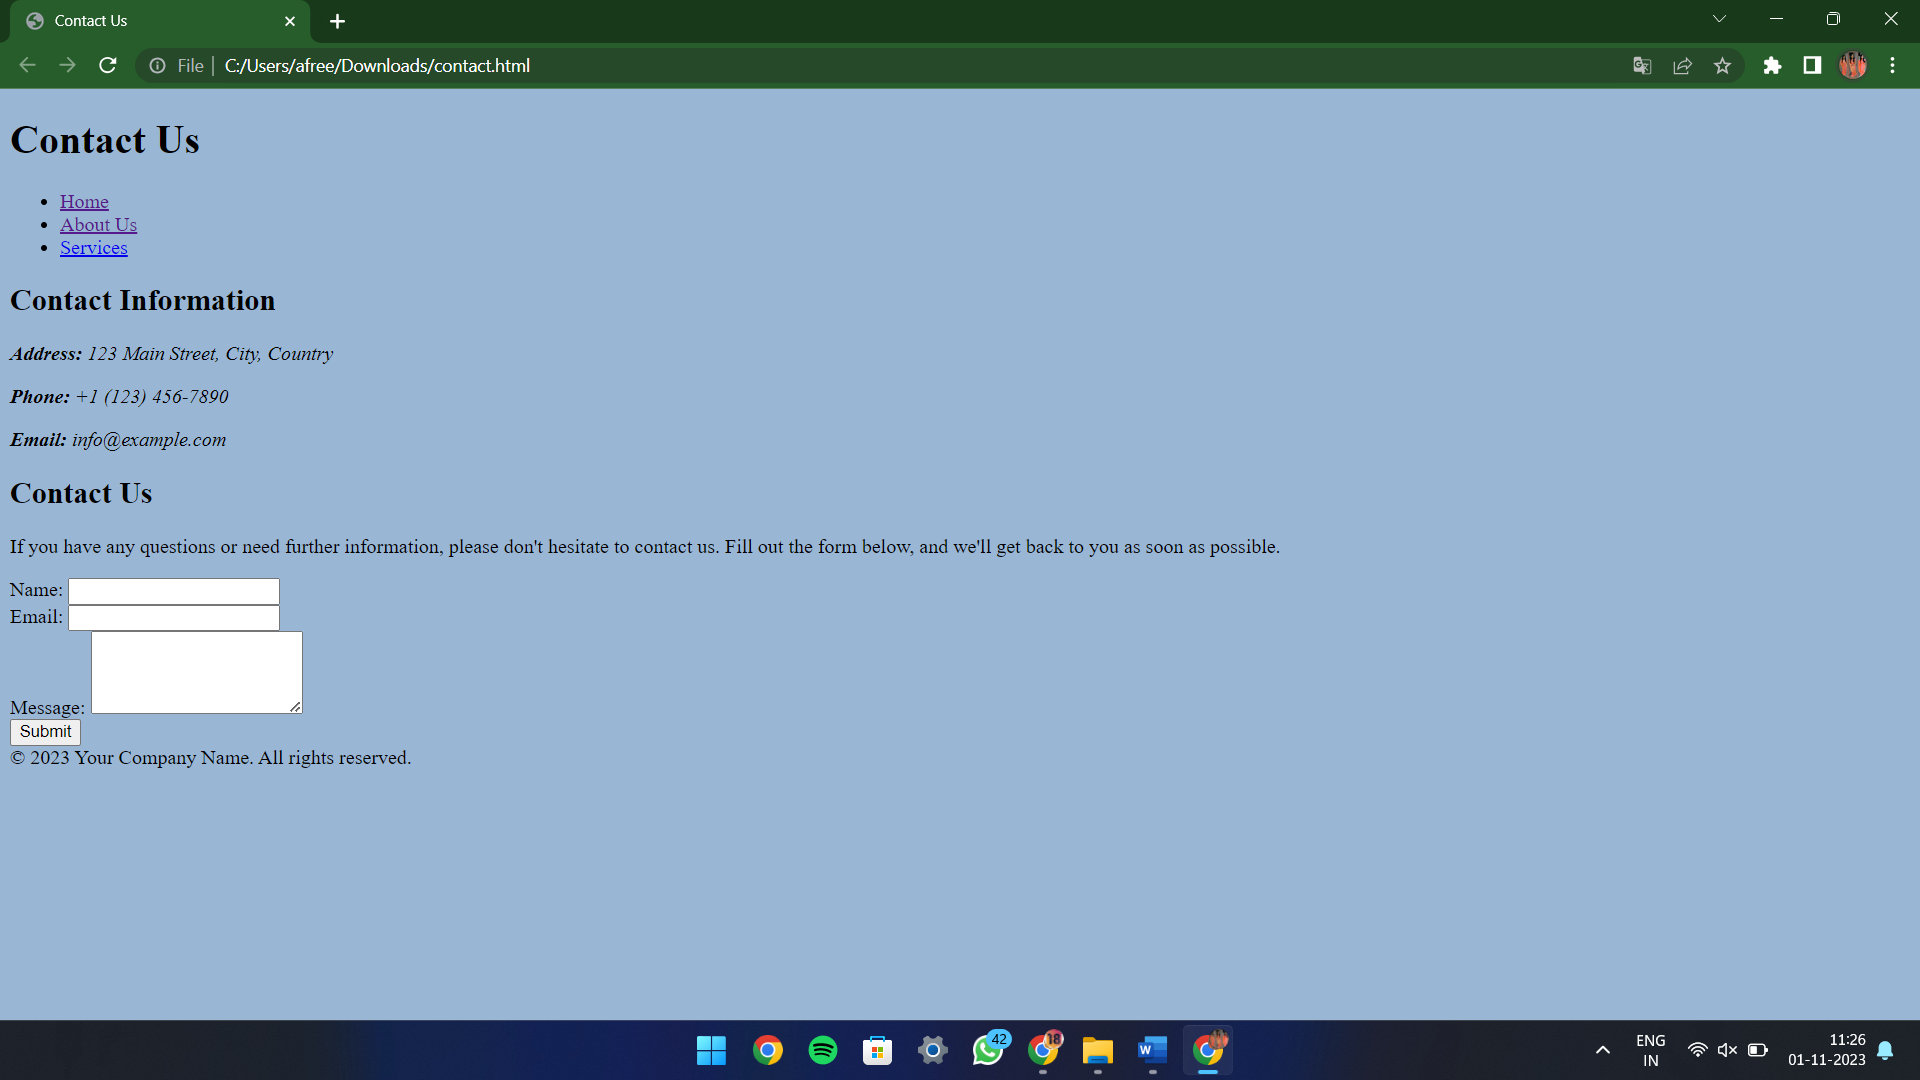 Contact Us
File
C:/Users/afree/Downloads/contact.html
Contact Us
Home
About Us
Services
Contact Information
Address: 123 Main Street, City, Country
Phone: +1 (123) 456-7890
Email: info@example.com
Contact Us
If you have any questions or need further information, please don't hesitate to contact us. Fill out the form below, and we'll get back to you as soon as possible.
Name:
Email:
Message:
Submit
© 2023 Your Company Name. All rights reserved.
42
18
W
ENG
IN
11:26
01-11-2023